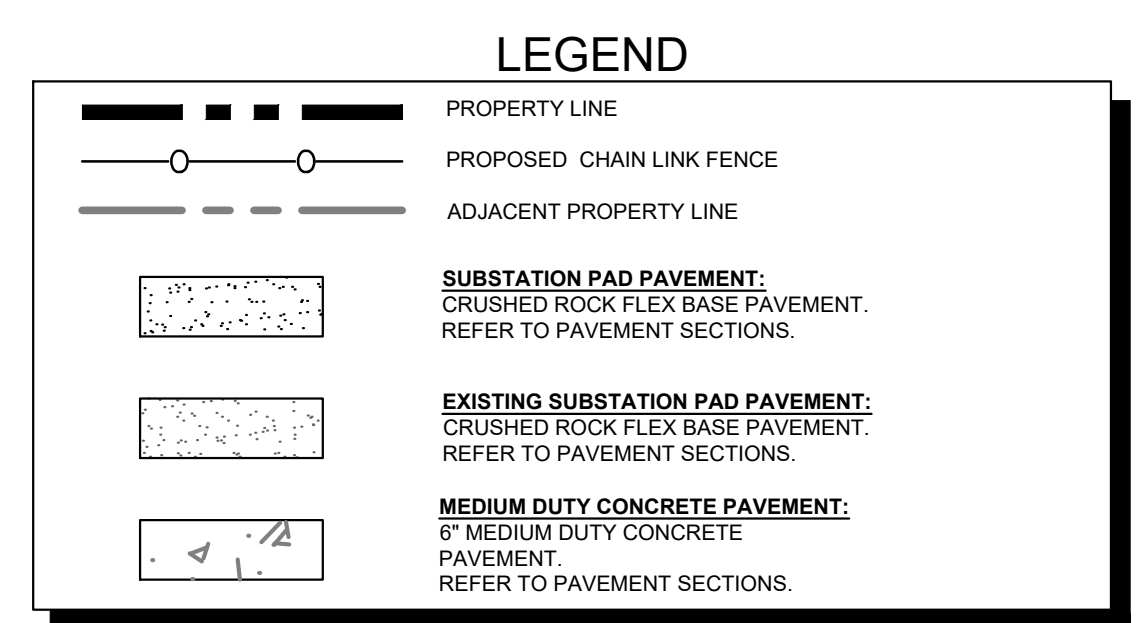 LEGEND
PROPERTY LINE
PROPOSED CHAIN LINK FENCE
ADJACENT PROPERTY LINE
SUBSTATION PAD PAVEMENT:
CRUSHED ROCK FLEX BASE PAVEMENT.
REFER TO PAVEMENT SECTIONS.
EXISTING SUBSTATION PAD PAVEMENT:
CRUSHED ROCK FLEX BASE PAVEMENT.
REFER TO PAVEMENT SECTIONS.
MEDIUM DUTY CONCRETE PAVEMENT:
6" MEDIUM DUTY CONCRETE
PAVEMENT.
REFER TO PAVEMENT SECTIONS.